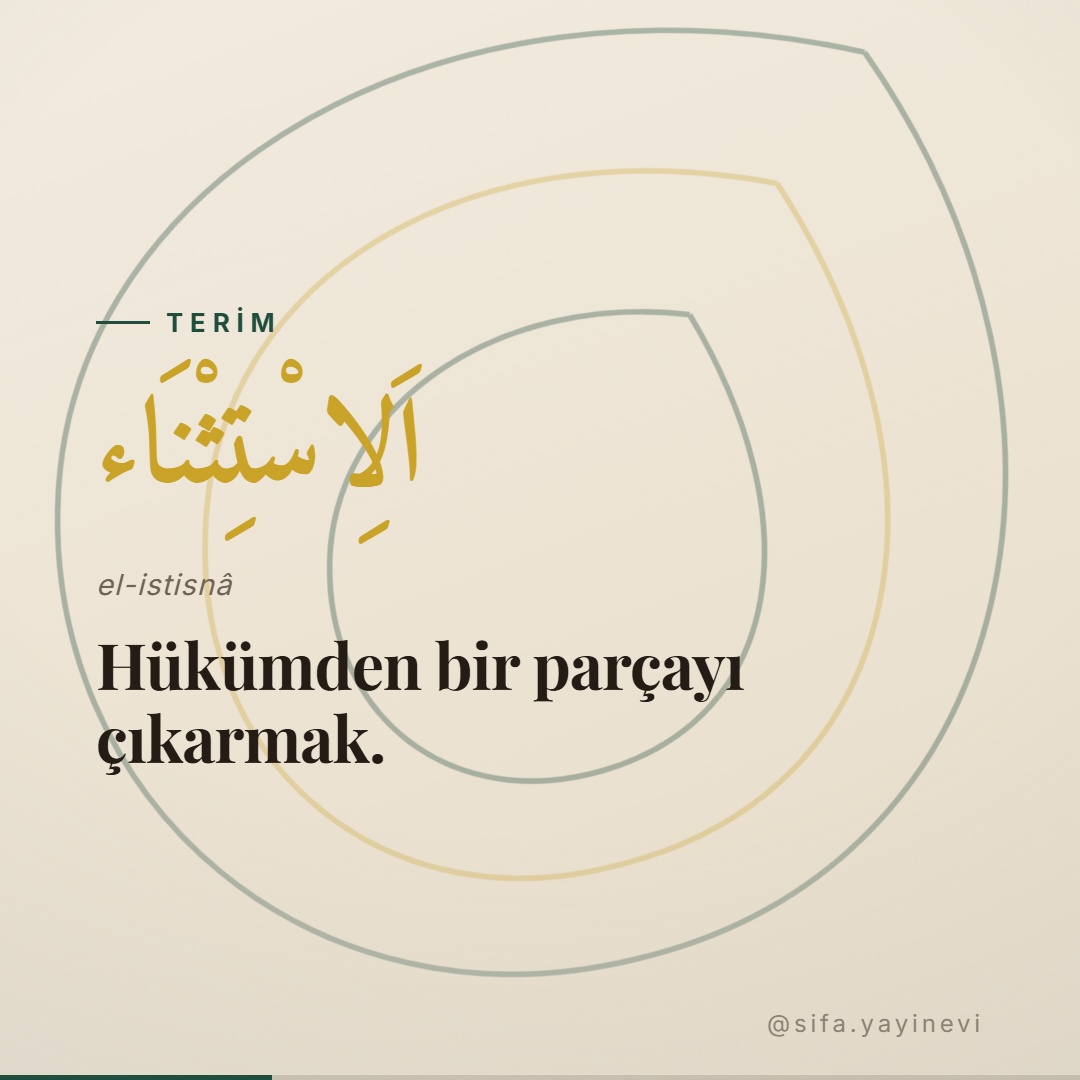 TERİM
اَلِاسْتِثْنَاء
el-istisnâ
Hükümden bir parçayı
çıkarmak.
@sifa.yayinevi